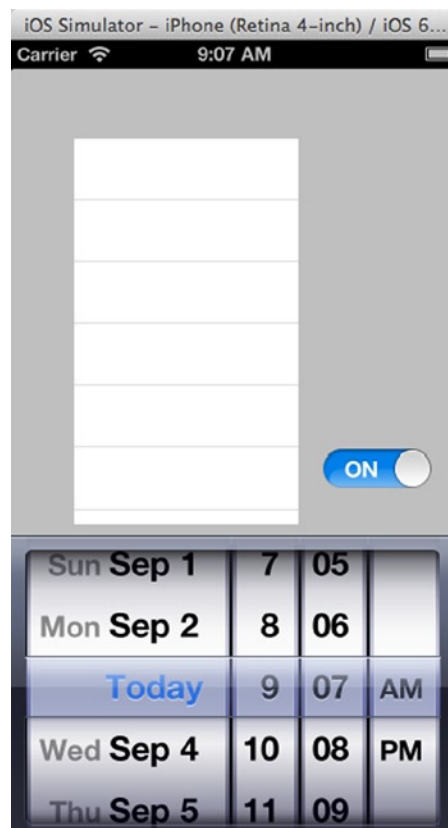 iOS Simulator – iPhone (Retina 4-inch) / iOS 6...
Carrier 9:07 AM
ON
Sun Sep 1 7 05
Mon Sep 2 8 06
Today 9 07 AM
Wed Sep 4 10 08 PM
Thu Sep 5 11 09